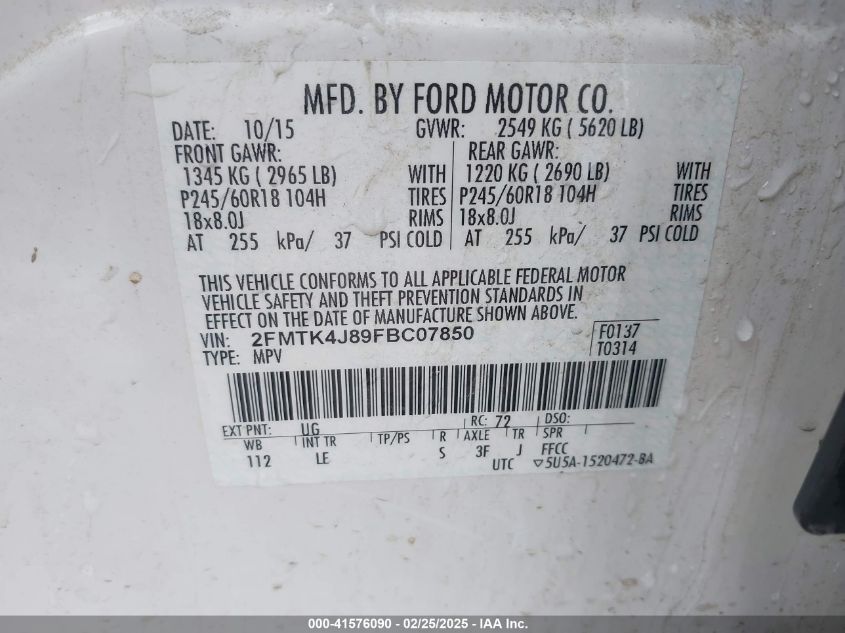 MFD. BY FORD MOTOR CO.
DATE: 10/15 GVWR: 2549 KG ( 5620 LB)
FRONT GAWR: REAR GAWR:
1345 KG ( 2965 LB) WITH 1220 KG ( 2690 LB) WITH
P245/60R18 104H TIRES P245/60R18 104H TIRES
18x8.0J RIMS 18x8.0J RIMS
AT 255 kPa/ 37 PSI COLD AT 255 kPa/ 37 PSI COLD
THIS VEHICLE CONFORMS TO ALL APPLICABLE FEDERAL MOTOR
VEHICLE SAFETY AND THEFT PREVENTION STANDARDS IN
EFFECT ON THE DATE OF MANUFACTURE SHOWN ABOVE.
VIN: 2FMTK4J89FBC07850 F0137
TYPE: MPV T0314
EXT PNT: UG RC: 72 DSO:
WB INT TR TP/PS R AXLE TR SPR
112 LE S 3F J FFCC
UTC ▽5U5A-1520472-BA
000-41576090 - 02/25/2025 - IAA Inc.